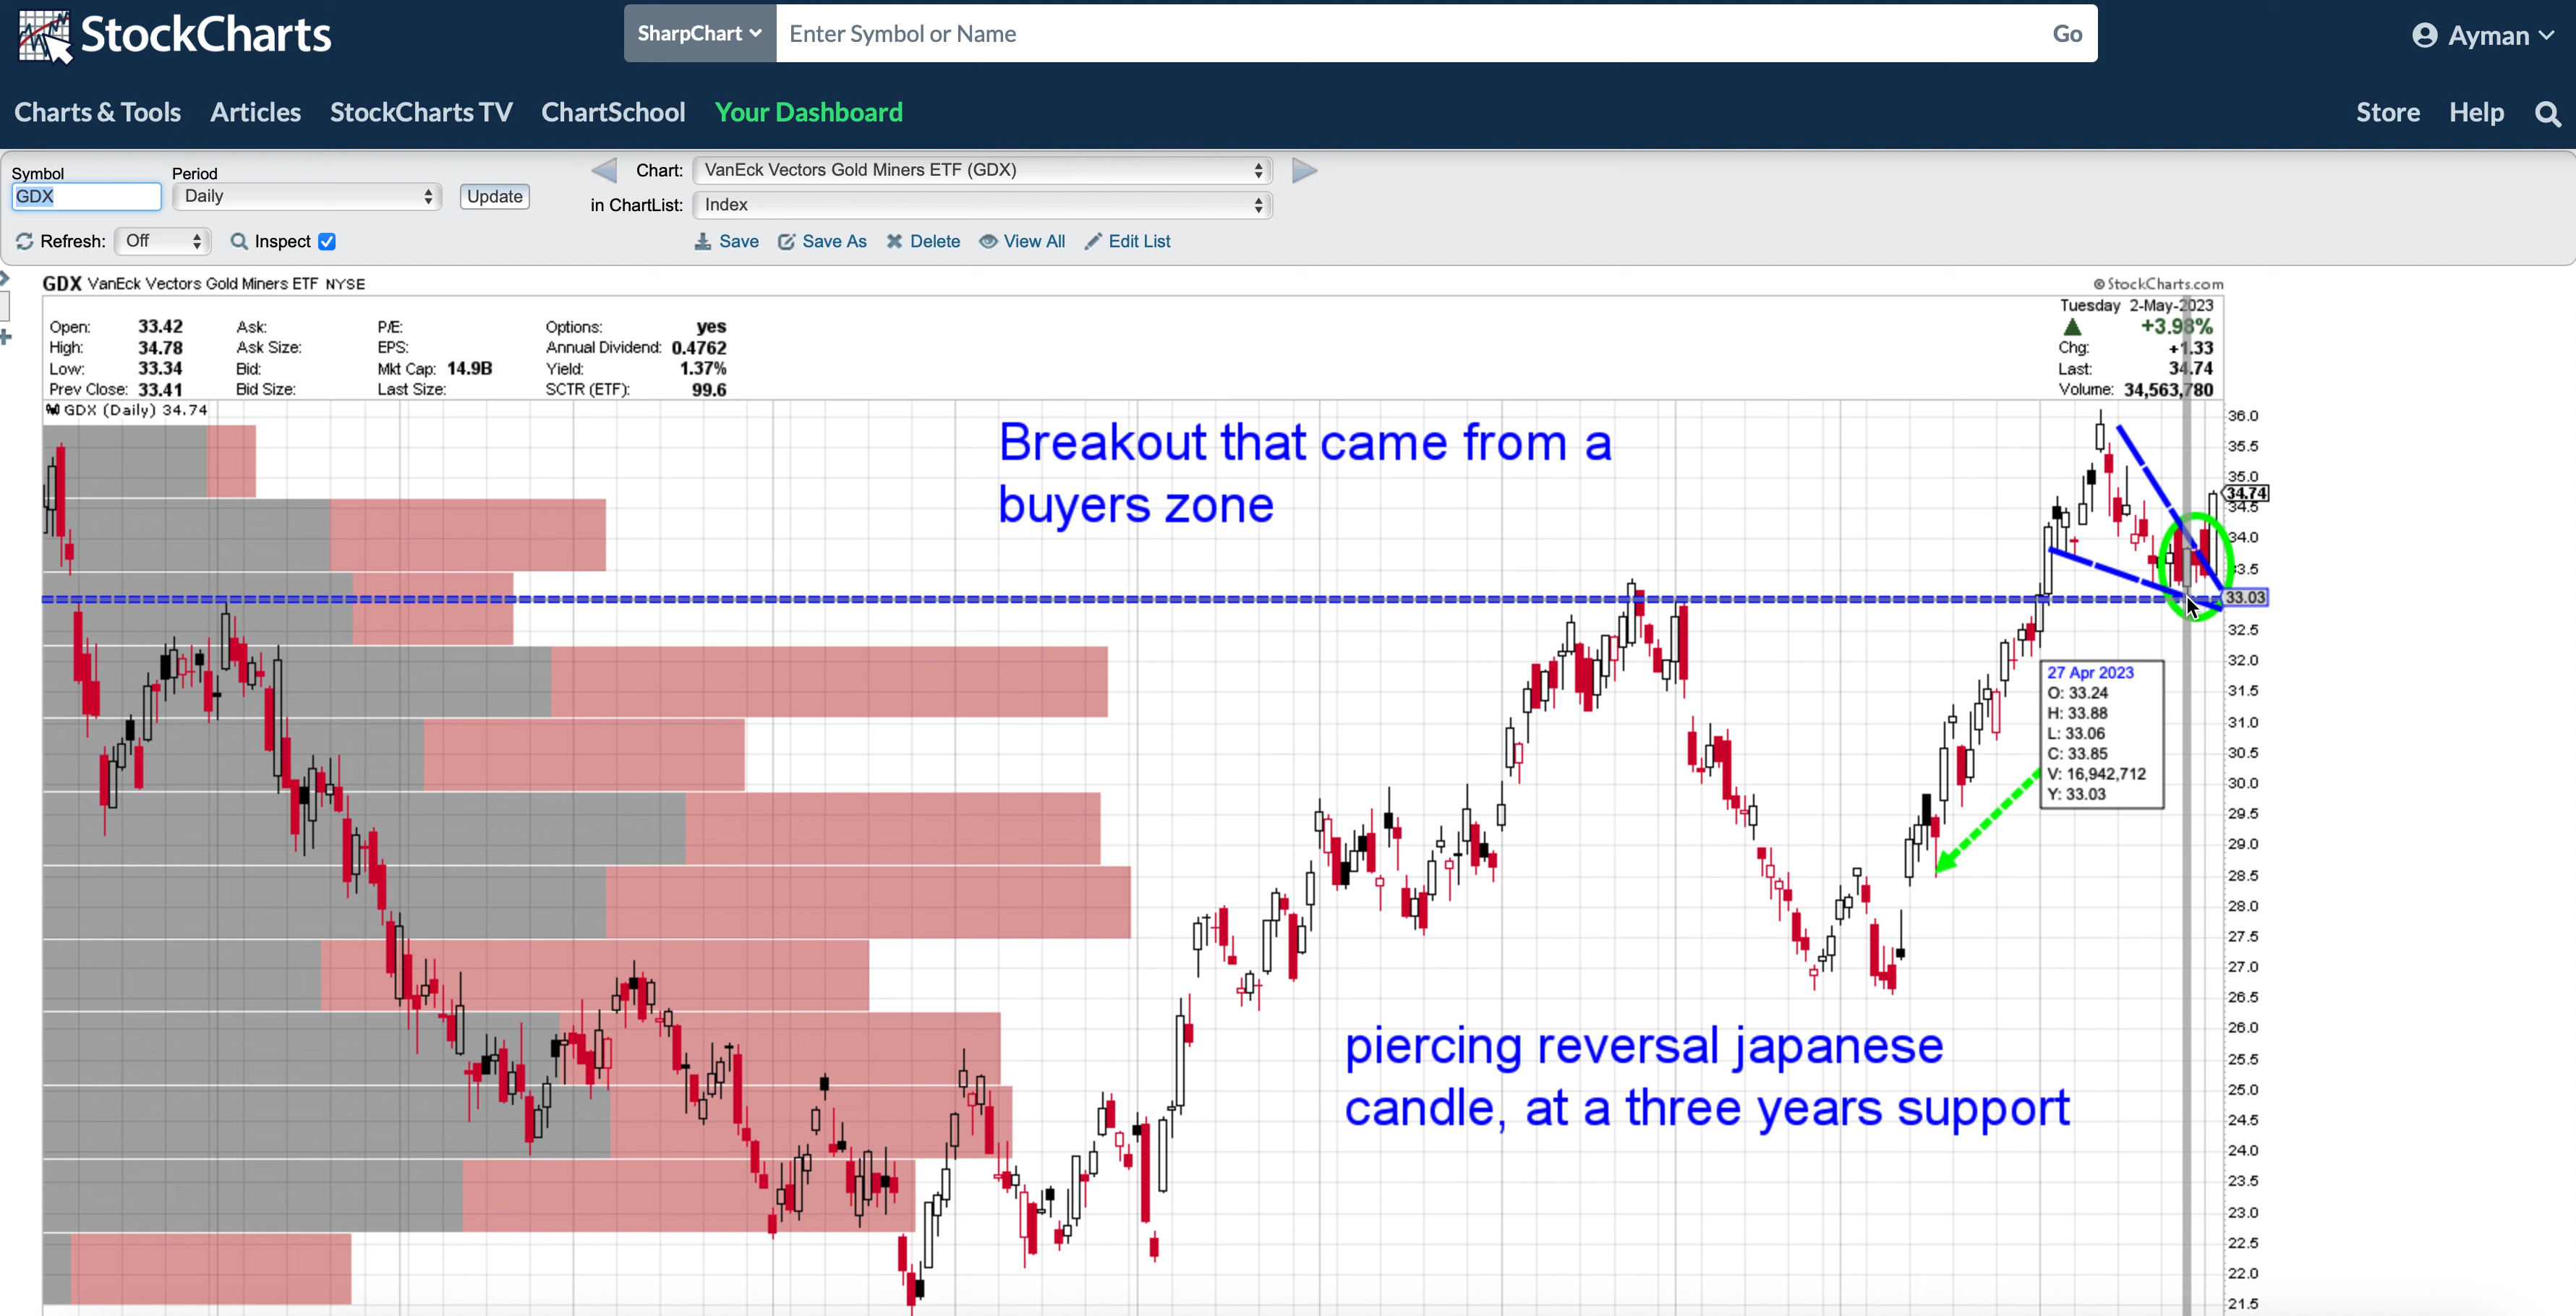 StockCharts
SharpChart Enter Symbol or Name Go
Ayman
Charts & Tools Articles StockCharts TV ChartSchool Your Dashboard Store Help
Symbol Period
GDX Daily Update
Chart: VanEck Vectors Gold Miners ETF (GDX)
in ChartList: Index
Refresh: Off Inspect
Save Save As Delete View All Edit List
GDX VanEck Vectors Gold Miners ETF NYSE
© StockCharts.com
Tuesday 2-May-2023
Open: 33.42 Ask: P/E: Options: yes +3.98%
High: 34.78 Ask Size: EPS: Annual Dividend: 0.4762 Chg: +1.33
Low: 33.34 Bid: Mkt Cap: 14.9B Yield: 1.37% Last: 34.74
Prev Close: 33.41 Bid Size: Last Size: SCTR (ETF): 99.6 Volume: 34,563,780
GDX (Daily) 34.74
Breakout that came from a
buyers zone
36.0
35.5
35.0
34.74
34.5
34.0
33.5
33.03
32.5
32.0
31.5
31.0
30.5
30.0
29.5
29.0
28.5
28.0
27.5
27.0
26.5
26.0
25.5
25.0
24.5
24.0
23.5
23.0
22.5
22.0
21.5
27 Apr 2023
O: 33.24
H: 33.88
L: 33.06
C: 33.85
V: 16,942,712
Y: 33.03
piercing reversal japanese
candle, at a three years support